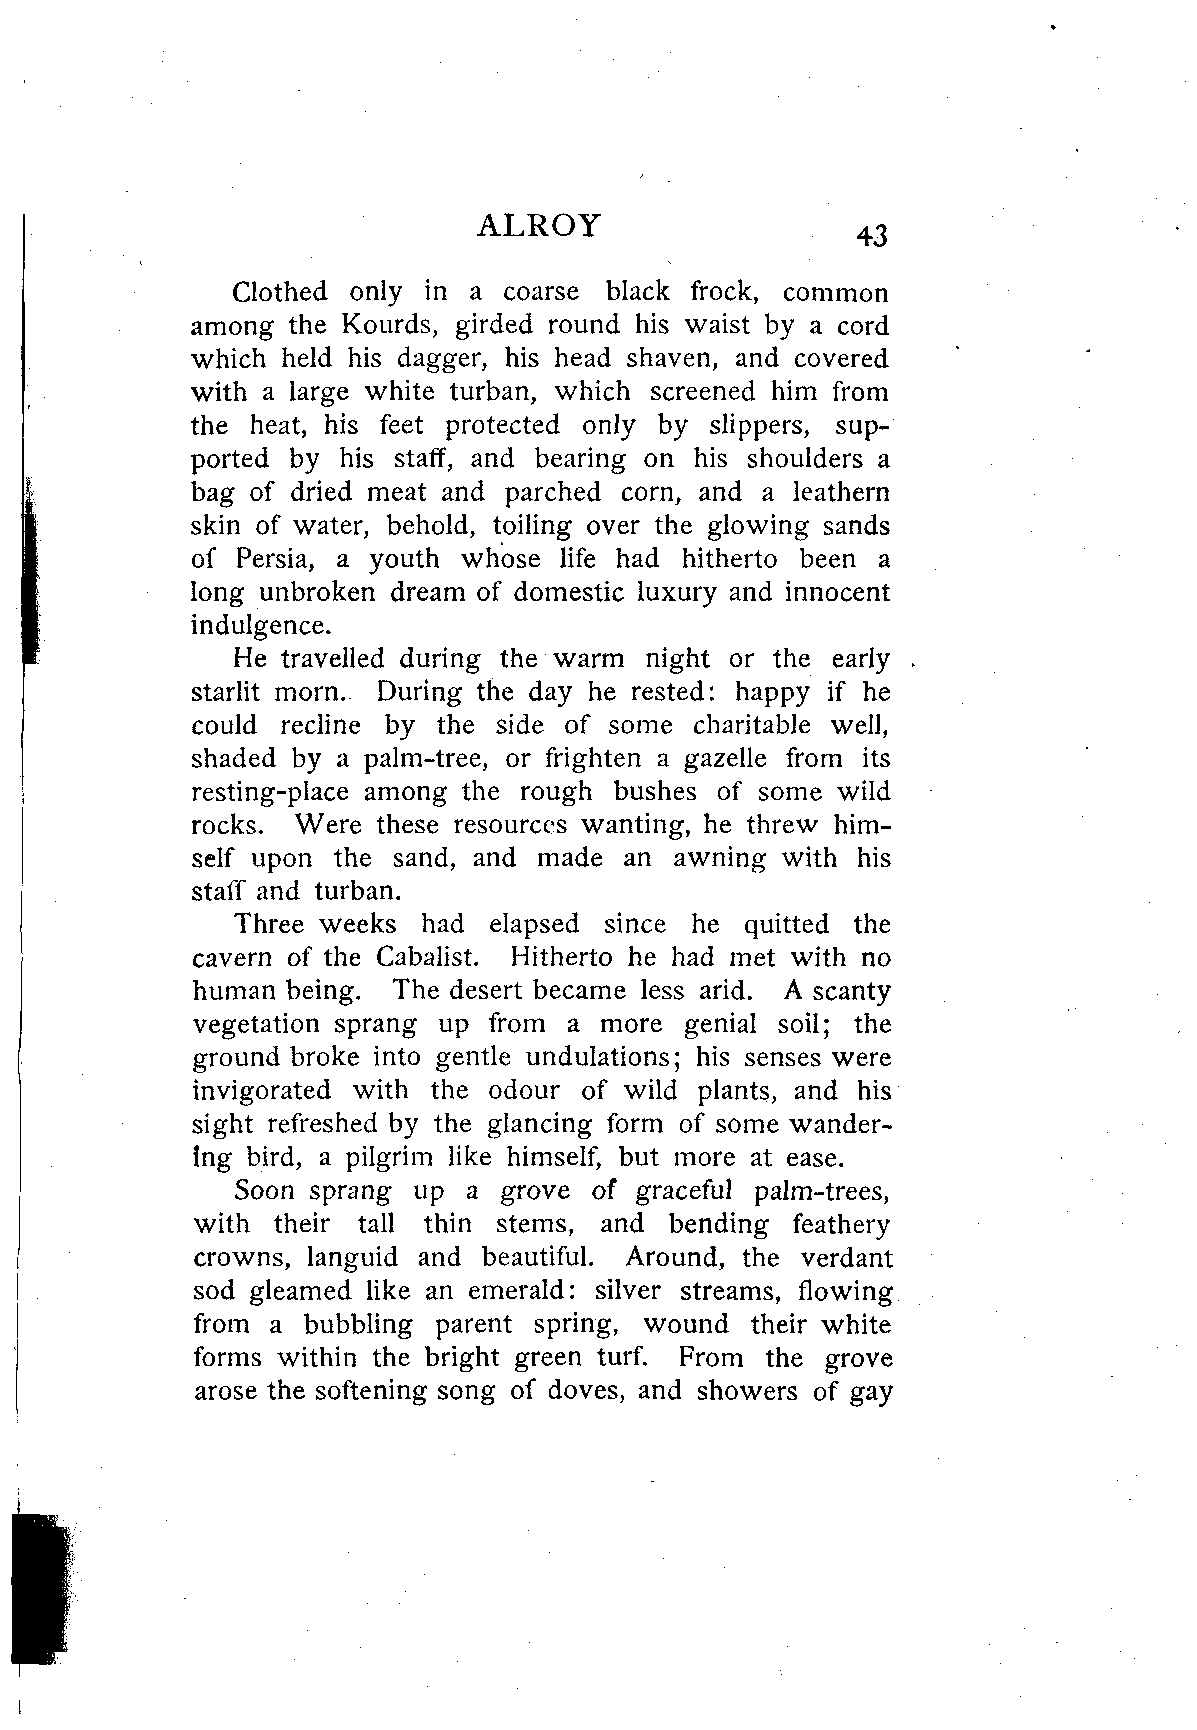 ALROY 43
Clothed only in a coarse black frock, common
among the Kourds, girded round his waist by a cord
which held his dagger, his head shaven, and covered
with a large white turban, which screened him from
the heat, his feet protected only by slippers, sup-
ported by his staff, and bearing on his shoulders a
bag of dried meat and parched corn, and a leathern
skin of water, behold, toiling over the glowing sands
of Persia, a youth whose life had hitherto been a
long unbroken dream of domestic luxury and innocent
indulgence.
He travelled during the warm night or the early
starlit morn. During the day he rested: happy if he
could recline by the side of some charitable well,
shaded by a palm-tree, or frighten a gazelle from its
resting-place among the rough bushes of some wild
rocks. Were these resources wanting, he threw him-
self upon the sand, and made an awning with his
staff and turban.
Three weeks had elapsed since he quitted the
cavern of the Cabalist. Hitherto he had met with no
human being. The desert became less arid. A scanty
vegetation sprang up from a more genial soil; the
ground broke into gentle undulations; his senses were
invigorated with the odour of wild plants, and his
sight refreshed by the glancing form of some wander-
ing bird, a pilgrim like himself, but more at ease.
Soon sprang up a grove of graceful palm-trees,
with their tall thin stems, and bending feathery
crowns, languid and beautiful. Around, the verdant
sod gleamed like an emerald: silver streams, flowing
from a bubbling parent spring, wound their white
forms within the bright green turf. From the grove
arose the softening song of doves, and showers of gay